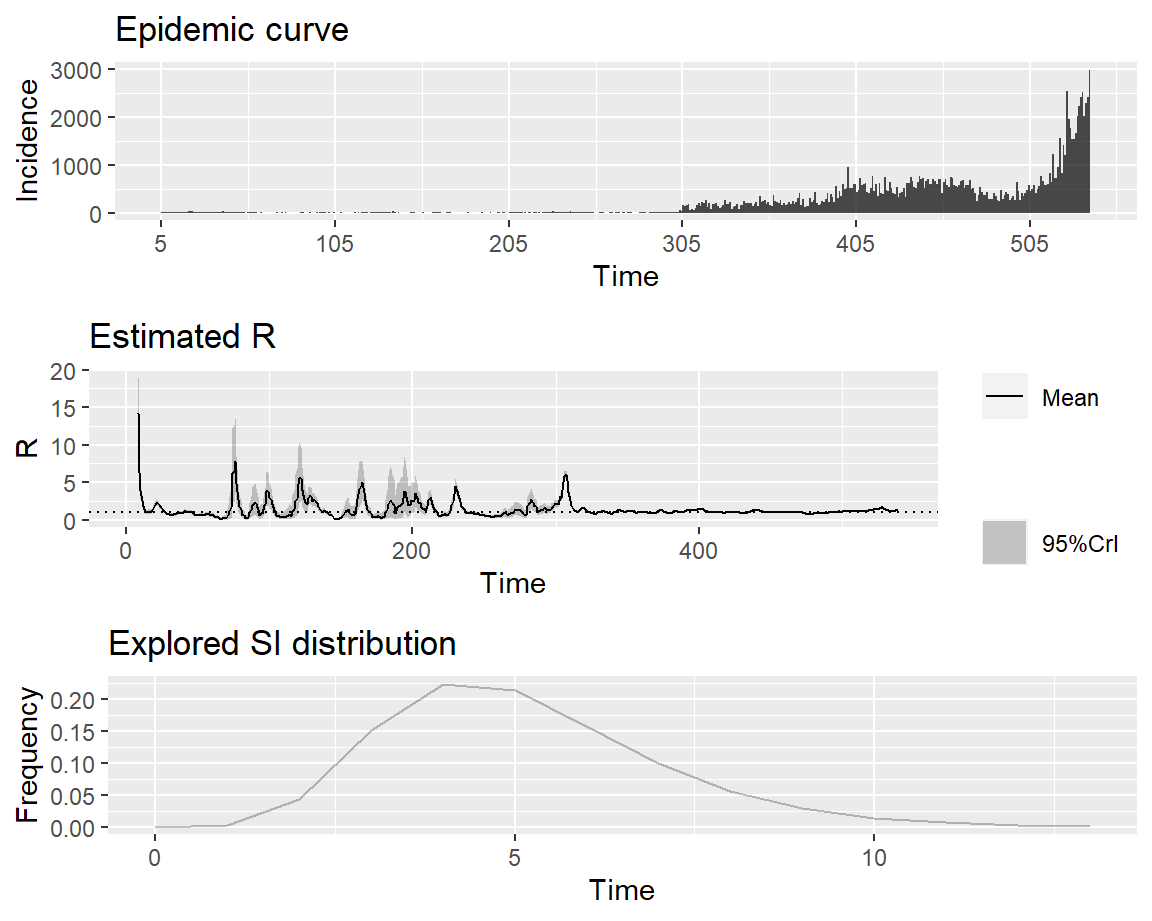 Epidemic curve
3000
2000
1000
0
Incidence
5 105 205 305 405 505
Time
Estimated R
20
15
10
5
0
R
0 200 400
Time
Mean
95%CrI
Explored SI distribution
0.20
0.15
0.10
0.05
0.00
Frequency
0 5 10
Time